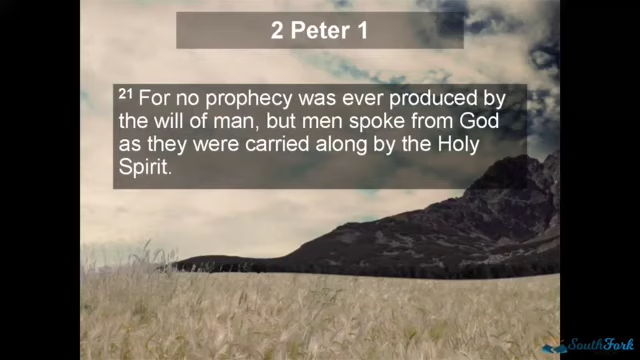 2 Peter 1
21 For no prophecy was ever produced by
the will of man, but men spoke from God
as they were carried along by the Holy
Spirit.
SouthFork